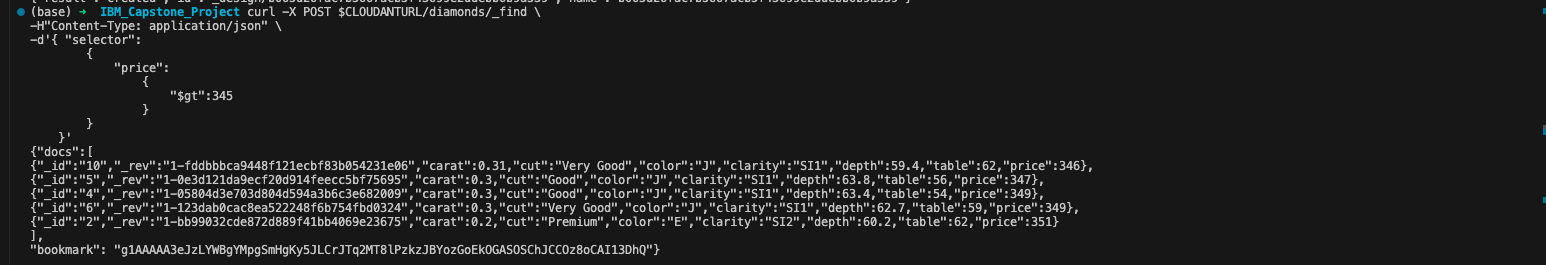 (base) → IBM_Capstone_Project curl -X POST $CLOUDANTURL/diamonds/_find \
-H"Content-Type: application/json" \
-d'{ "selector":
{
"price":
{
"$gt":345
}
}
}'
{"docs":[
{"_id":"10","_rev":"1-fddbbbca9448f121ecbf83b054231e06","carat":0.31,"cut":"Very Good","color":"J","clarity":"SI1","depth":59.4,"table":62,"price":346},
{"_id":"5","_rev":"1-0e3d121da9ecf20d914feecc5bf75695","carat":0.3,"cut":"Good","color":"J","clarity":"SI1","depth":63.8,"table":56,"price":347},
{"_id":"4","_rev":"1-05804d3e703d804d594a3b6c3e682009","carat":0.3,"cut":"Good","color":"J","clarity":"SI1","depth":63.4,"table":54,"price":349},
{"_id":"6","_rev":"1-123dab0cac8ea522248f6b754fbd0324","carat":0.3,"cut":"Very Good","color":"J","clarity":"SI1","depth":62.7,"table":59,"price":349},
{"_id":"2","_rev":"1-bb99032cde872d889f41bb4069e23675","carat":0.2,"cut":"Premium","color":"E","clarity":"SI2","depth":60.2,"table":62,"price":351}
],
"bookmark": "g1AAAAA3eJzLYWBgYMpgSmHgKy5JLCrJTq2MT8lPzkzJBYozGoEkOGASOSChJCCOz8oCAI13DhQ"}